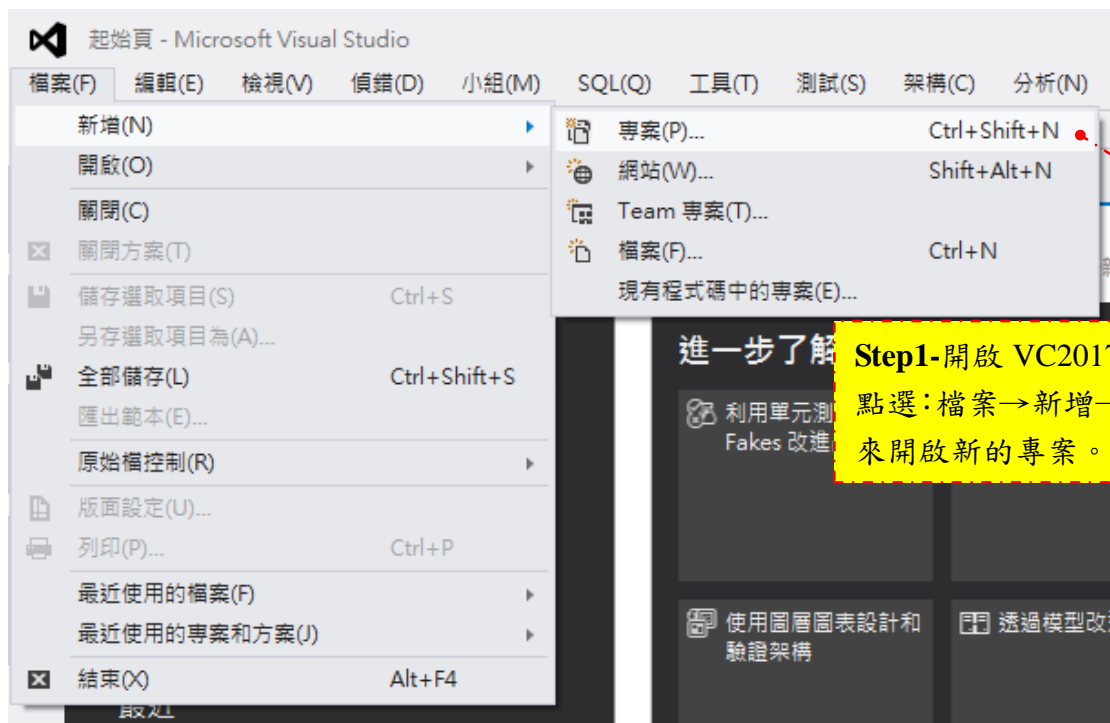 起始頁 - Microsoft Visual Studio
檔案(F) 編輯(E) 檢視(V) 偵錯(D) 小組(M) SQL(Q) 工具(T) 測試(S) 架構(C) 分析(N)
新增(N)
開啟(O)
關閉(C)
關閉方案(T)
儲存選取項目(S) Ctrl+S
另存選取項目為(A)...
全部儲存(L) Ctrl+Shift+S
匯出範本(E)...
原始檔控制(R)
版面設定(U)...
列印(P)... Ctrl+P
最近使用的檔案(F)
最近使用的專案和方案(J)
結束(X) Alt+F4
專案(P)... Ctrl+Shift+N
網站(W)... Shift+Alt+N
Team 專案(T)...
檔案(F)... Ctrl+N
現有程式碼中的專案(E)...
進一步了解
Step1-開啟 VC2017
點選：檔案→新增→
來開啟新的專案。
利用單元測
Fakes 改進
使用圖層圖表設計和
驗證架構
透過模型改
最近